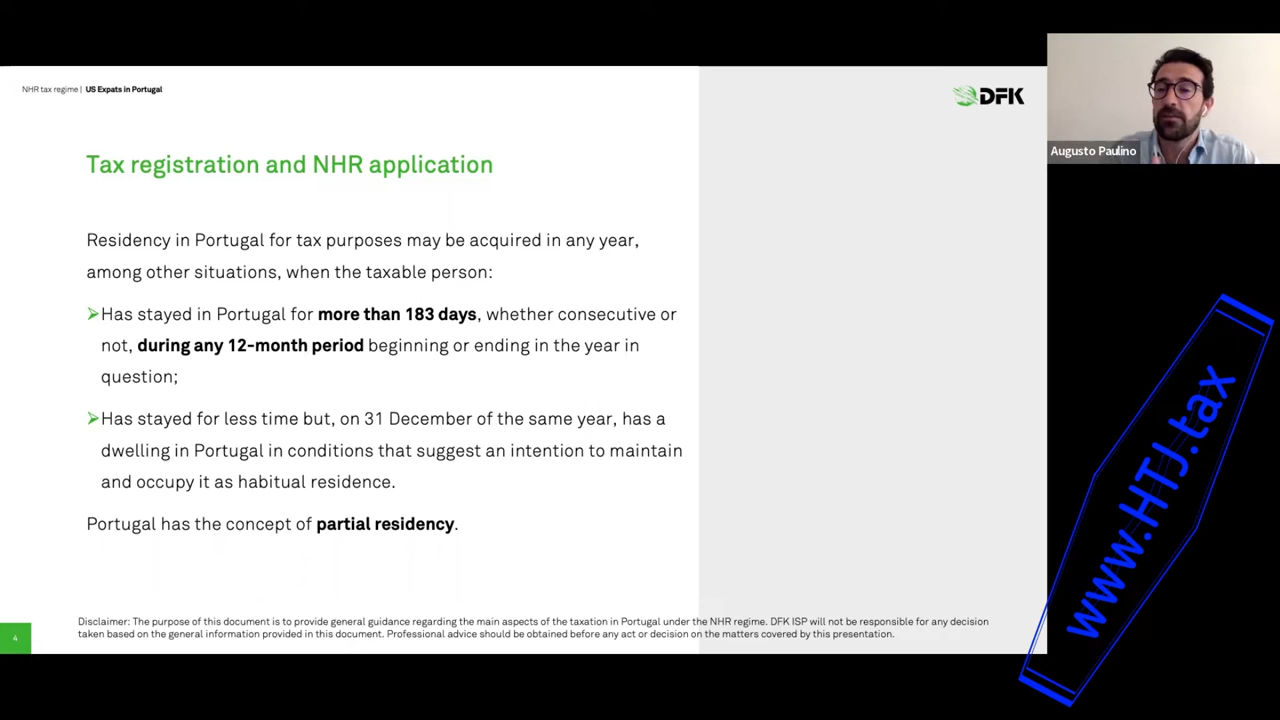 NHR tax regime | US Expats in Portugal
DFK
Augusto Paulino
Tax registration and NHR application
Residency in Portugal for tax purposes may be acquired in any year,
among other situations, when the taxable person:
➢Has stayed in Portugal for more than 183 days, whether consecutive or
not, during any 12-month period beginning or ending in the year in
question;
➢Has stayed for less time but, on 31 December of the same year, has a
dwelling in Portugal in conditions that suggest an intention to maintain
and occupy it as habitual residence.
Portugal has the concept of partial residency.
www.HTJ.tax
4
Disclaimer: The purpose of this document is to provide general guidance regarding the main aspects of the taxation in Portugal under the NHR regime. DFK ISP will not be responsible for any decision
taken based on the general information provided in this document. Professional advice should be obtained before any act or decision on the matters covered by this presentation.